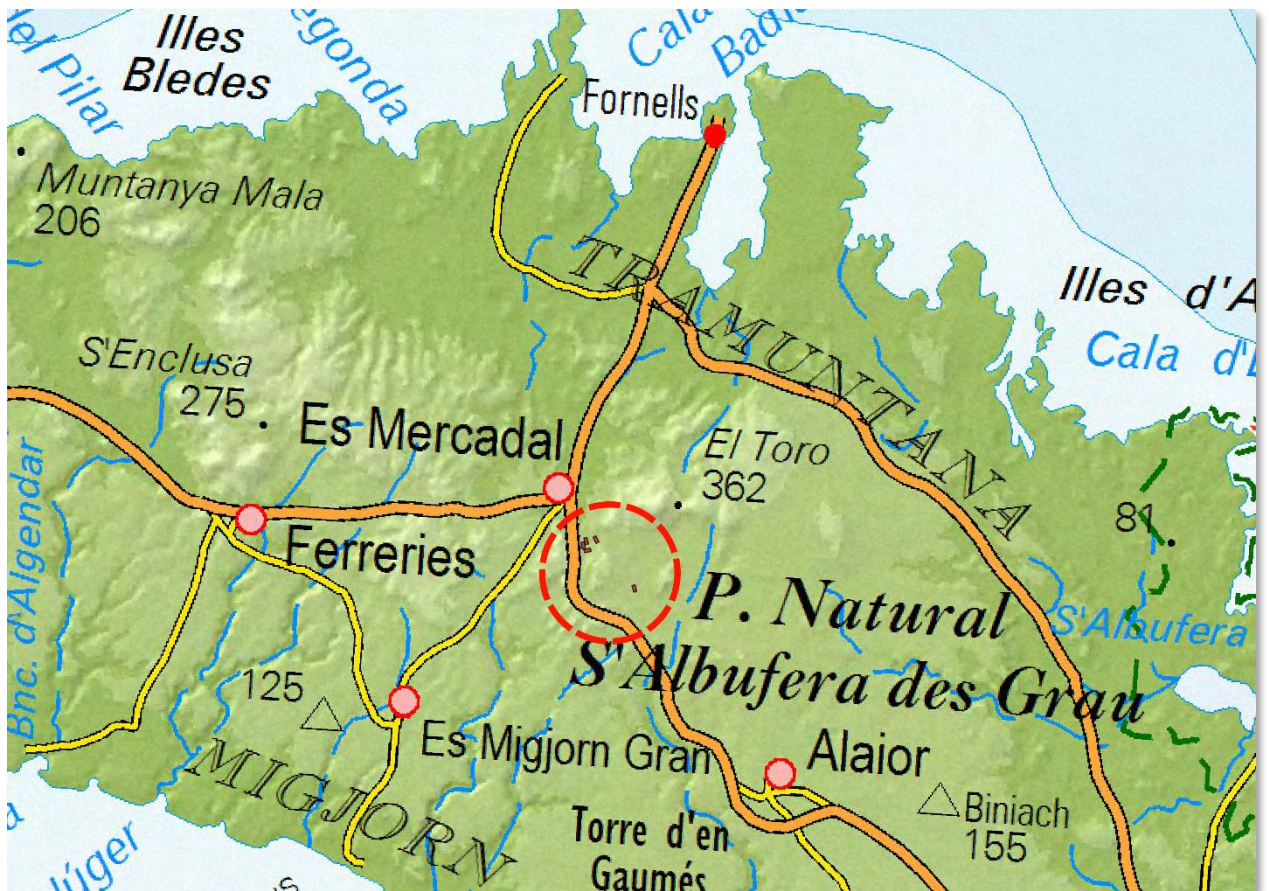 Illes
Bledes
del Pilar
egonda
Cala
Badi
Fornells
Muntanya Mala
206
TRAMUNTANA
Illes d'A
Cala d'
S'Enclusa
275
Es Mercadal
El Toro
362
81
Ferreries
Bnc. d'Algendar
P. Natural
S'Albufera des Grau
S'Albufera
125
Es Migjorn Gran
Alaior
MIGJORN
Biniach
155
Torre d'en
Gaumés
lúger